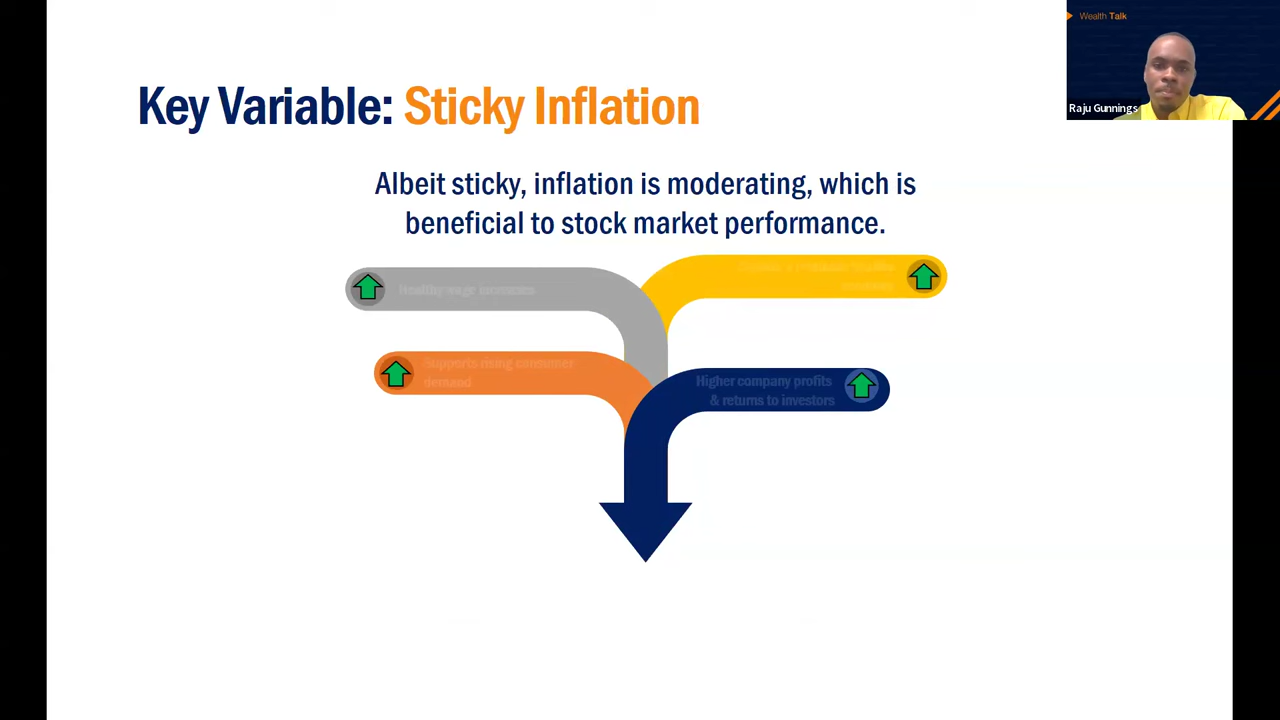 Wealth Talk
Raju Gunnings
Key Variable: Sticky Inflation
Albeit sticky, inflation is moderating, which is
beneficial to stock market performance.
Healthy wage increases
Supports rising consumer
demand
Higher company profits
& returns to investors